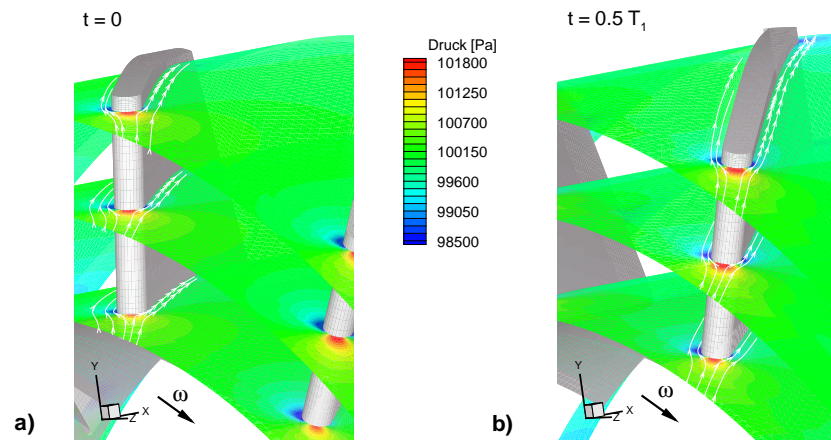 t = 0
t = 0.5 T₁
Druck [Pa]
101800
101250
100700
100150
99600
99050
98500
Y
X
Z
ω
a)
Y
X
Z
ω
b)